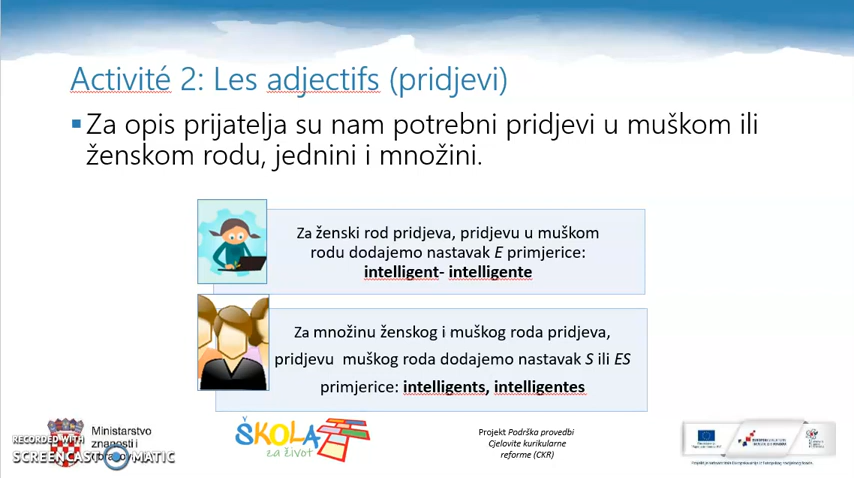 Activité 2: Les adjectifs (pridjevi)
Za opis prijatelja su nam potrebni pridjevi u muškom ili
ženskom rodu, jednini i množini.
Za ženski rod pridjeva, pridjevu u muškom
rodu dodajemo nastavak E primjerice:
intelligent- intelligente
Za množinu ženskog i muškog roda pridjeva,
pridjevu muškog roda dodajemo nastavak S ili ES
primjerice: intelligents, intelligentes
Ministarstvo
znanosti i
RECORDED WITH
SCREENCAST MATIC
ŠKOLA
za život
Projekt Podrška provedbi
Cjelovite kurikularne
reforme (CKR)